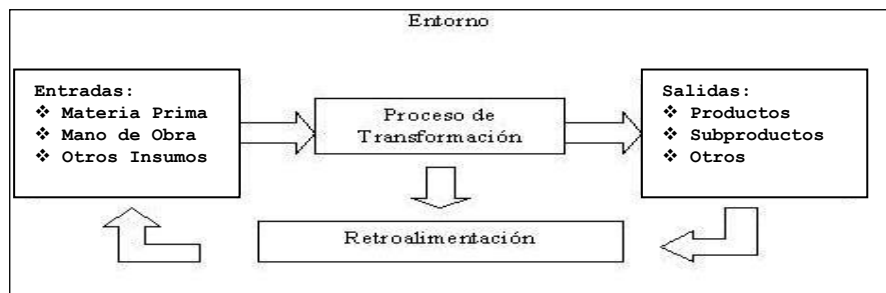 Entorno
Entradas:
❖ Materia Prima
❖ Mano de Obra
❖ Otros Insumos
Proceso de
Transformación
Salidas:
❖ Productos
❖ Subproductos
❖ Otros
Retroalimentación